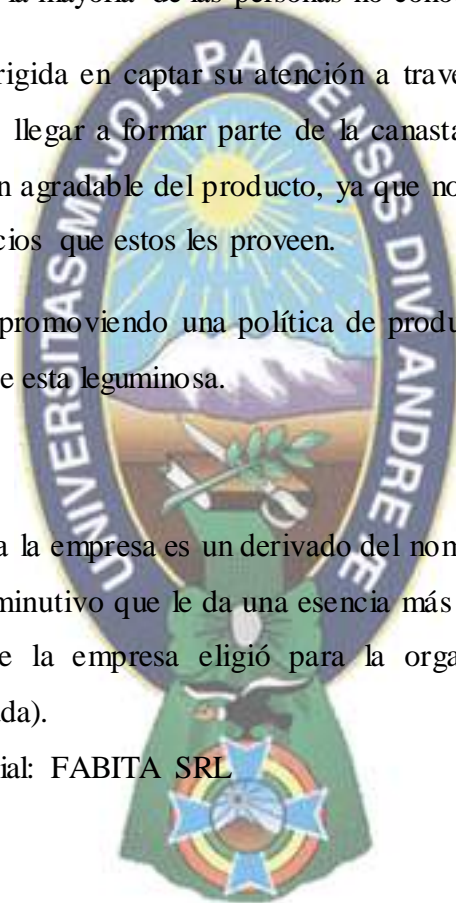 la mayoría de las personas no cono
rigida en captar su atención a trave
llegar a formar parte de la canasta
n agradable del producto, ya que no
cios que estos les proveen.
promoviendo una política de produ
e esta leguminosa.
a la empresa es un derivado del nom
minutivo que le da una esencia más
e la empresa eligió para la orga
da).
ial: FABITA SRL
UNIVERSITAS MAJOR PACENSIS DIVI ANDRE Æ